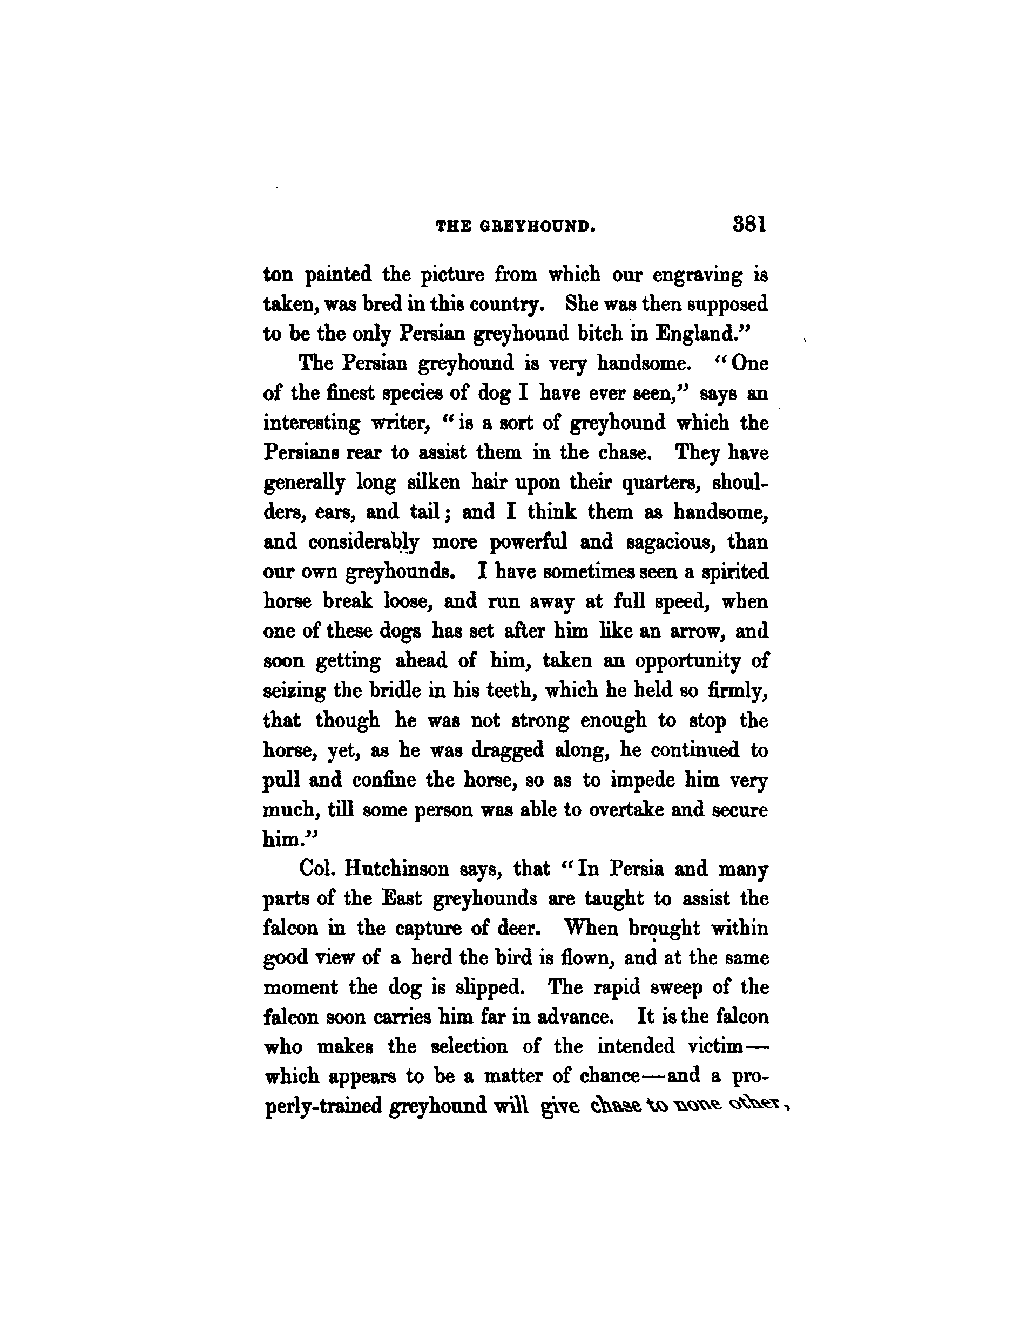 THE GREYHOUND. 381
ton painted the picture from which our engraving is
taken, was bred in this country. She was then supposed
to be the only Persian greyhound bitch in England.”
The Persian greyhound is very handsome. “One
of the finest species of dog I have ever seen,” says an
interesting writer, “is a sort of greyhound which the
Persians rear to assist them in the chase. They have
generally long silken hair upon their quarters, shoul-
ders, ears, and tail; and I think them as handsome,
and considerably more powerful and sagacious, than
our own greyhounds. I have sometimes seen a spirited
horse break loose, and run away at full speed, when
one of these dogs has set after him like an arrow, and
soon getting ahead of him, taken an opportunity of
seizing the bridle in his teeth, which he held so firmly,
that though he was not strong enough to stop the
horse, yet, as he was dragged along, he continued to
pull and confine the horse, so as to impede him very
much, till some person was able to overtake and secure
him.”
Col. Hutchinson says, that “In Persia and many
parts of the East greyhounds are taught to assist the
falcon in the capture of deer. When brought within
good view of a herd the bird is flown, and at the same
moment the dog is slipped. The rapid sweep of the
falcon soon carries him far in advance. It is the falcon
who makes the selection of the intended victim—
which appears to be a matter of chance—and a pro-
perly-trained greyhound will give chase to none other,